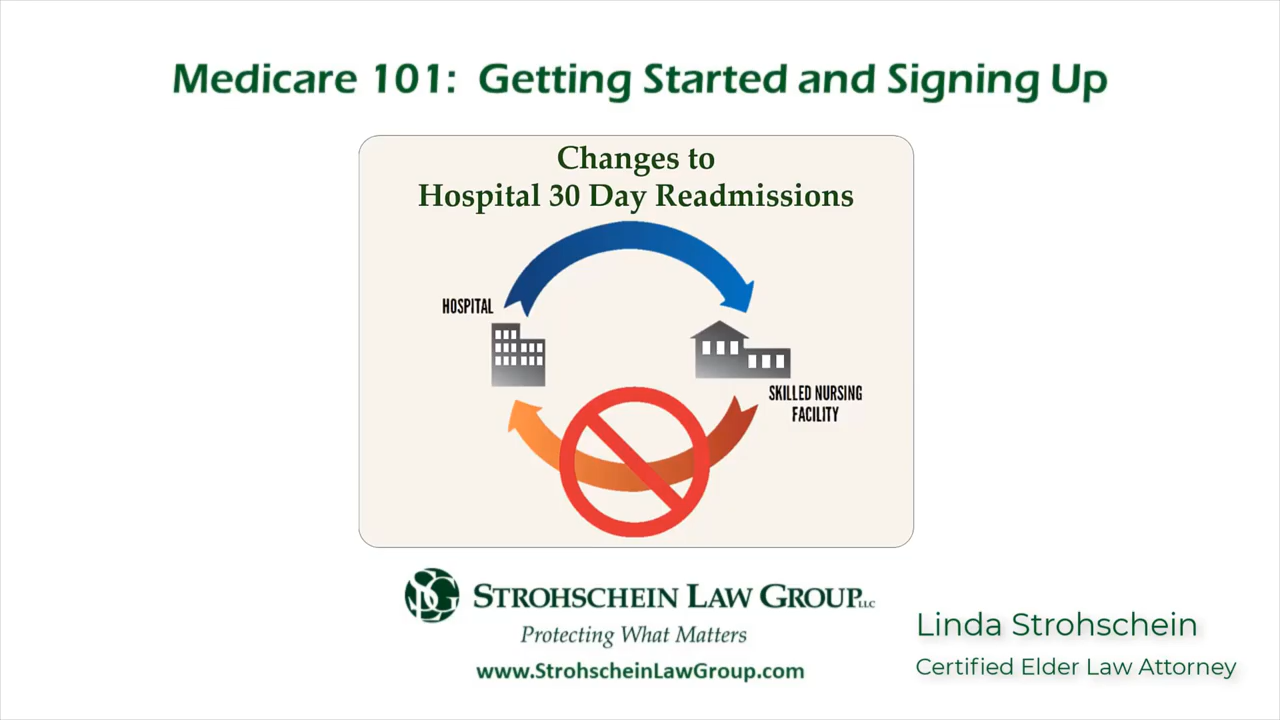 Medicare 101: Getting Started and Signing Up
Changes to
Hospital 30 Day Readmissions
HOSPITAL
SKILLED NURSING
FACILITY
STROHSCHEIN LAW GROUP LLC
Protecting What Matters
www.StrohscheinLawGroup.com
Linda Strohschein
Certified Elder Law Attorney